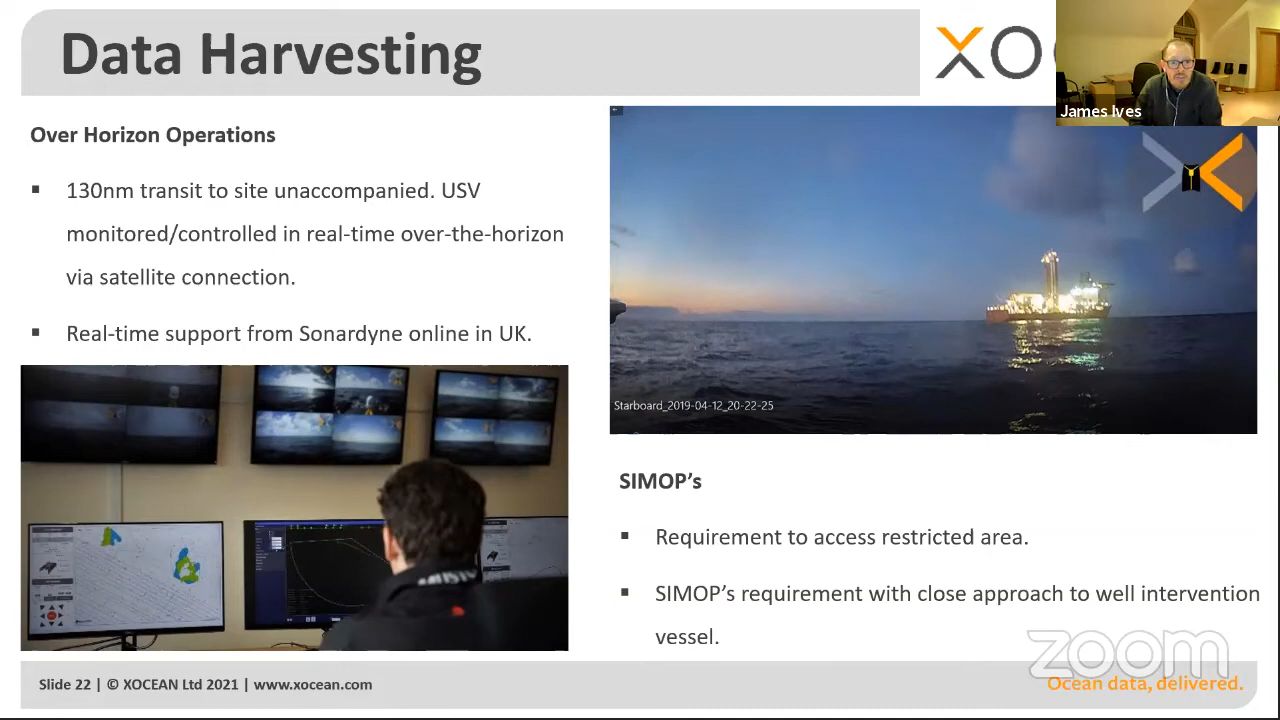 Data Harvesting
XO
James Ives
Over Horizon Operations
▪ 130nm transit to site unaccompanied. USV
monitored/controlled in real-time over-the-horizon
via satellite connection.
▪ Real-time support from Sonardyne online in UK.
Starboard_2019-04-12_20-22-25
SIMOP’s
▪ Requirement to access restricted area.
▪ SIMOP’s requirement with close approach to well intervention
vessel.
zoom
Slide 22 | © XOCEAN Ltd 2021 | www.xocean.com
Ocean data, delivered.